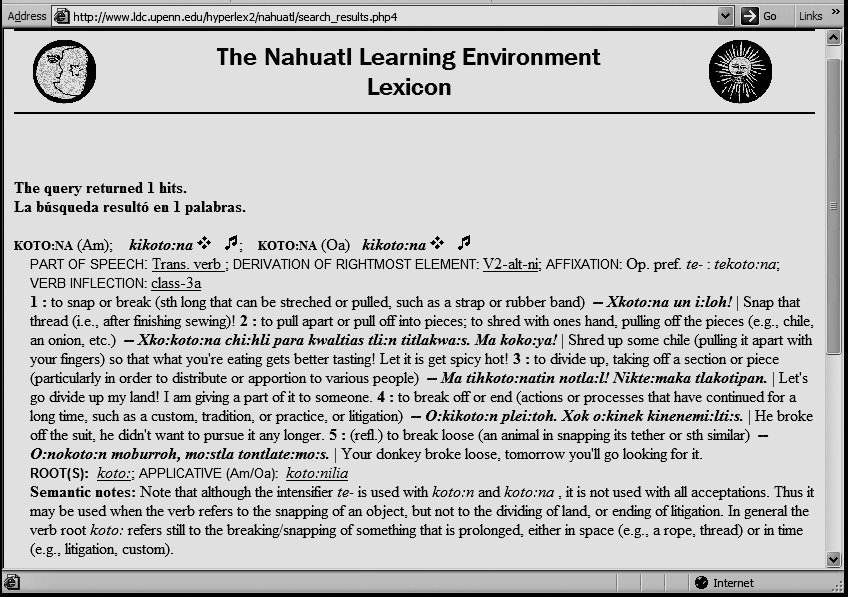 Address http://www.ldc.upenn.edu/hyperlex2/nahuatl/search_results.php4 Go Links »
The Nahuatl Learning Environment
Lexicon
The query returned 1 hits.
La búsqueda resultó en 1 palabras.
KOTO:NA (Am); kikoto:na ; KOTO:NA (Oa) kikoto:na
PART OF SPEECH: Trans. verb ; DERIVATION OF RIGHTMOST ELEMENT: V2-alt-ni; AFFIXATION: Op. pref. te- : tekoto:na;
VERB INFLECTION: class-3a
1 : to snap or break (sth long that can be streched or pulled, such as a strap or rubber band) -- Xkoto:na un i:loh! | Snap that
thread (i.e., after finishing sewing)! 2 : to pull apart or pull off into pieces; to shred with ones hand, pulling off the pieces (e.g., chile,
an onion, etc.) -- Xko:koto:na chi:hli para kwaltias tli:n titlakwa:s. Ma koko:ya! | Shred up some chile (pulling it apart with
your fingers) so that what you're eating gets better tasting! Let it is get spicy hot! 3 : to divide up, taking off a section or piece
(particularly in order to distribute or apportion to various people) -- Ma tihkoto:natin notla:l! Nikte:maka tlakotipan. | Let's
go divide up my land! I am giving a part of it to someone. 4 : to break off or end (actions or processes that have continued for a
long time, such as a custom, tradition, or practice, or litigation) -- O:kikoto:n plei:toh. Xok o:kinek kinenemi:lti:s. | He broke
off the suit, he didn't want to pursue it any longer. 5 : (refl.) to break loose (an animal in snapping its tether or sth similar) --
O:nokoto:n moburroh, mo:stla tontlate:mo:s. | Your donkey broke loose, tomorrow you'll go looking for it.
ROOT(S): koto:; APPLICATIVE (Am/Oa): koto:nilia
Semantic notes: Note that although the intensifier te- is used with koto:n and koto:na , it is not used with all acceptations. Thus it
may be used when the verb refers to the snapping of an object, but not to the dividing of land, or ending of litigation. In general the
verb root koto: refers still to the breaking/snapping of something that is prolonged, either in space (e.g., a rope, thread) or in time
(e.g., litigation, custom).
Internet